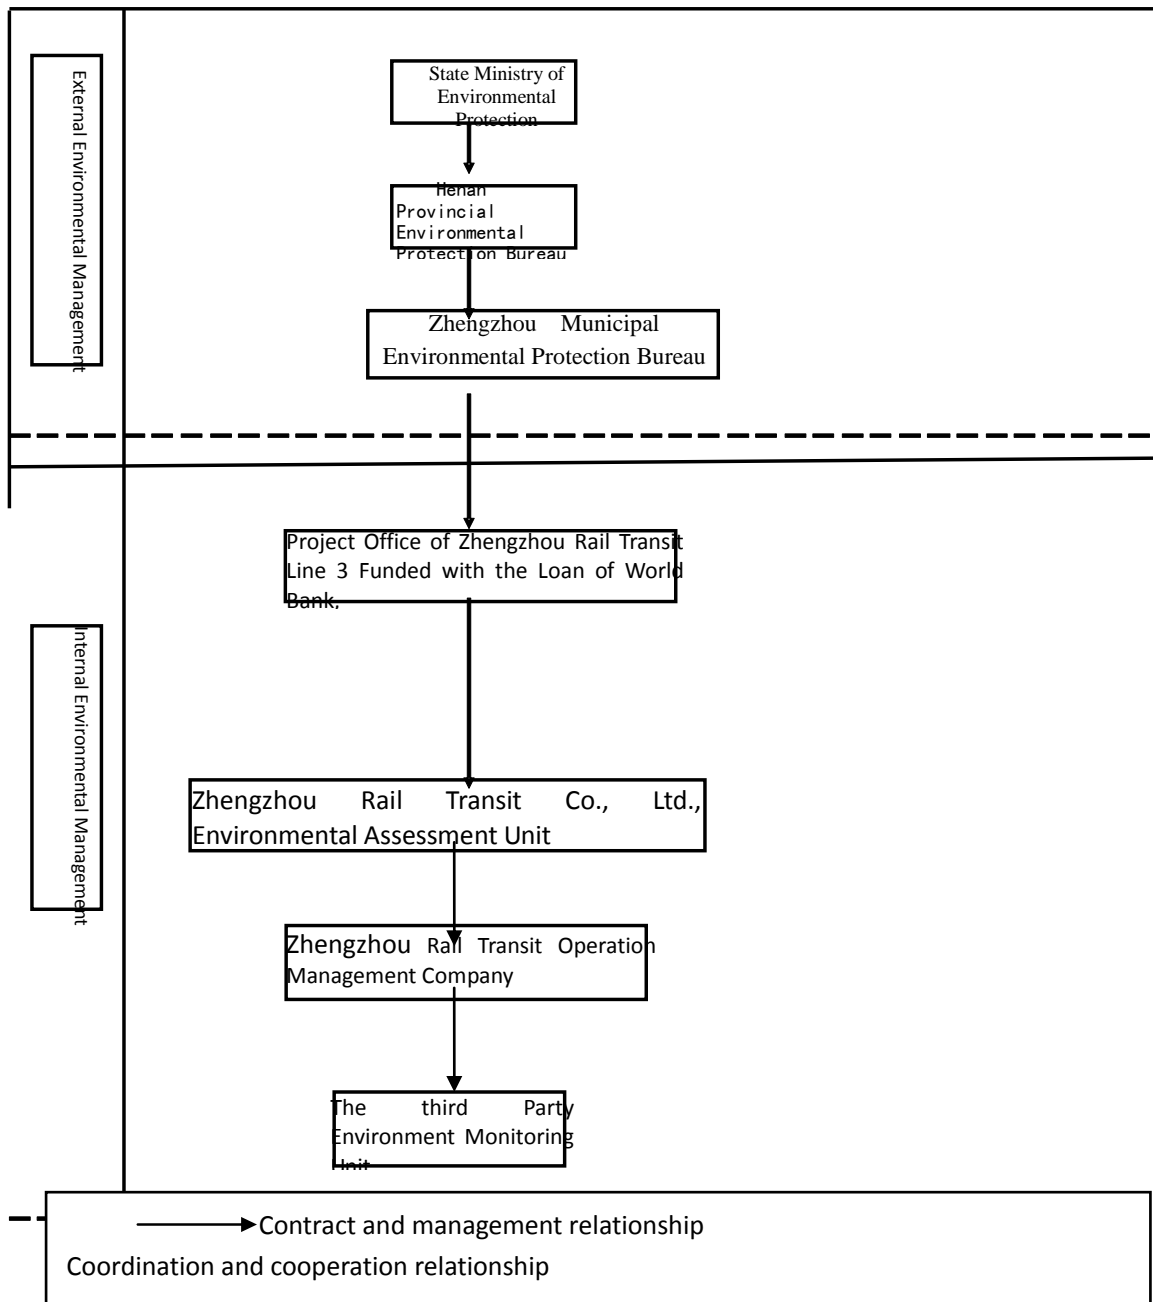 External Environmental Management
State Ministry of
Environmental
Protection
Henan
Provincial
Environmental
Protection Bureau
Zhengzhou Municipal
Environmental Protection Bureau
Project Office of Zhengzhou Rail Transit
Line 3 Funded with the Loan of World
Bank.
Internal Environmental Management
Zhengzhou Rail Transit Co., Ltd.,
Environmental Assessment Unit
Zhengzhou Rail Transit Operation
Management Company
The third Party
Environment Monitoring
Unit
Contract and management relationship
Coordination and cooperation relationship